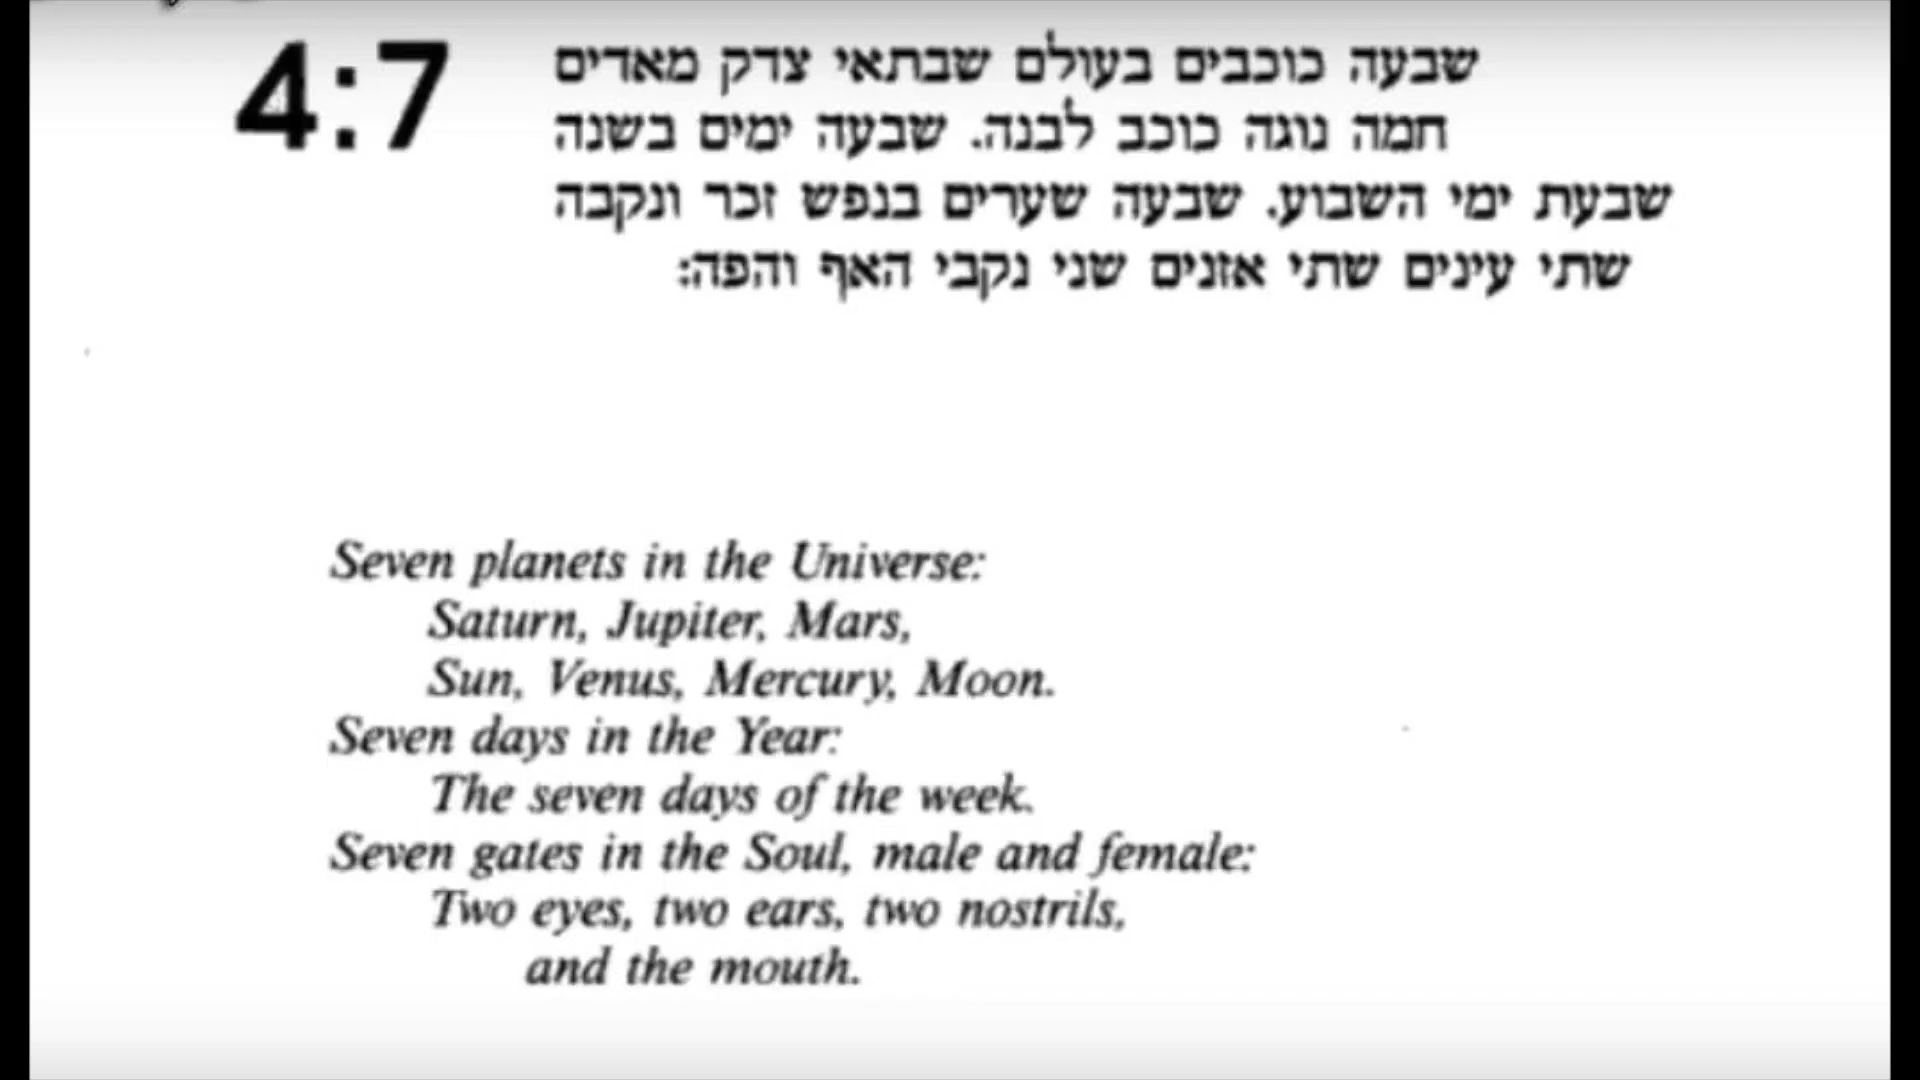 4:7
שבעה כוכבים בעולם שבתאי צדק מאדים
חמה נוגה כוכב לבנה. שבעה ימים בשנה
שבעת ימי השבוע. שבעה שערים בנפש זכר ונקבה
שתי עינים שתי אזנים שני נקבי האף והפה:
Seven planets in the Universe:
Saturn, Jupiter, Mars,
Sun, Venus, Mercury, Moon.
Seven days in the Year:
The seven days of the week.
Seven gates in the Soul, male and female:
Two eyes, two ears, two nostrils,
and the mouth.